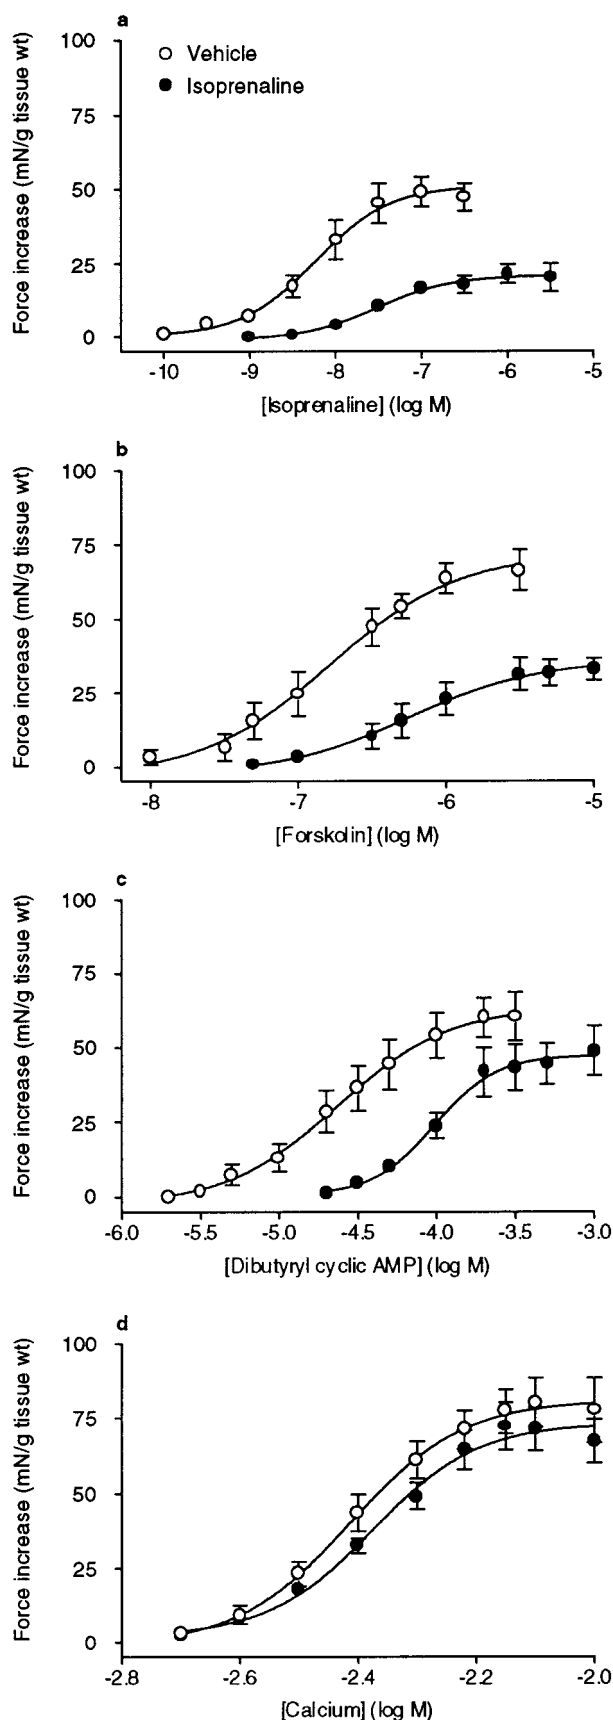 a
100
75
50
25
0
Force increase (mN/g tissue wt)
Vehicle
Isoprenaline
-10 -9 -8 -7 -6 -5
[Isoprenaline] (log M)
b
100
75
50
25
0
Force increase (mN/g tissue wt)
-8 -7 -6 -5
[Forskolin] (log M)
c
100
75
50
25
0
Force increase (mN/g tissue wt)
-6.0 -5.5 -5.0 -4.5 -4.0 -3.5 -3.0
[Dibutyryl cyclic AMP] (log M)
d
100
75
50
25
0
Force increase (mN/g tissue wt)
-2.8 -2.6 -2.4 -2.2 -2.0
[Calcium] (log M)